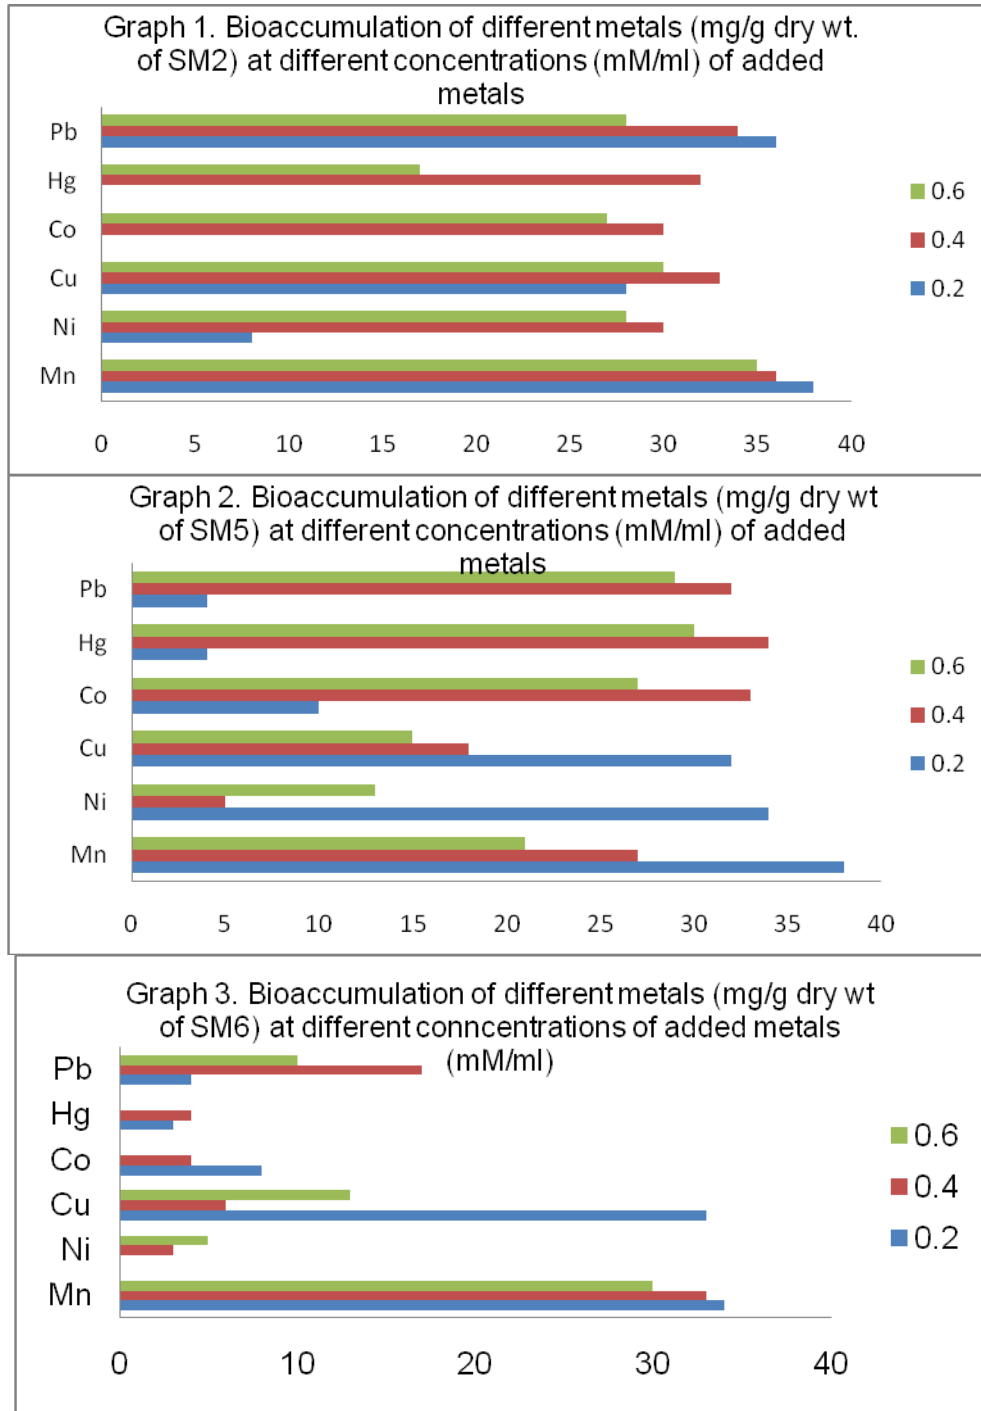 Graph 1. Bioaccumulation of different metals (mg/g dry wt.
of SM2) at different concentrations (mM/ml) of added
metals
Pb
Hg
Co
Cu
Ni
Mn
0 5 10 15 20 25 30 35 40
0.6
0.4
0.2
Graph 2. Bioaccumulation of different metals (mg/g dry wt
of SM5) at different concentrations (mM/ml) of added
metals
Pb
Hg
Co
Cu
Ni
Mn
0 5 10 15 20 25 30 35 40
0.6
0.4
0.2
Graph 3. Bioaccumulation of different metals (mg/g dry wt
of SM6) at different conncentrations of added metals
(mM/ml)
Pb
Hg
Co
Cu
Ni
Mn
0 10 20 30 40
0.6
0.4
0.2